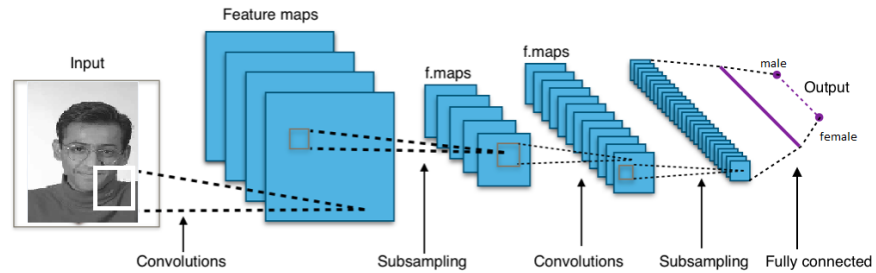 Feature maps
Input
f.maps
f.maps
male
Output
female
Convolutions
Subsampling
Convolutions
Subsampling
Fully connected